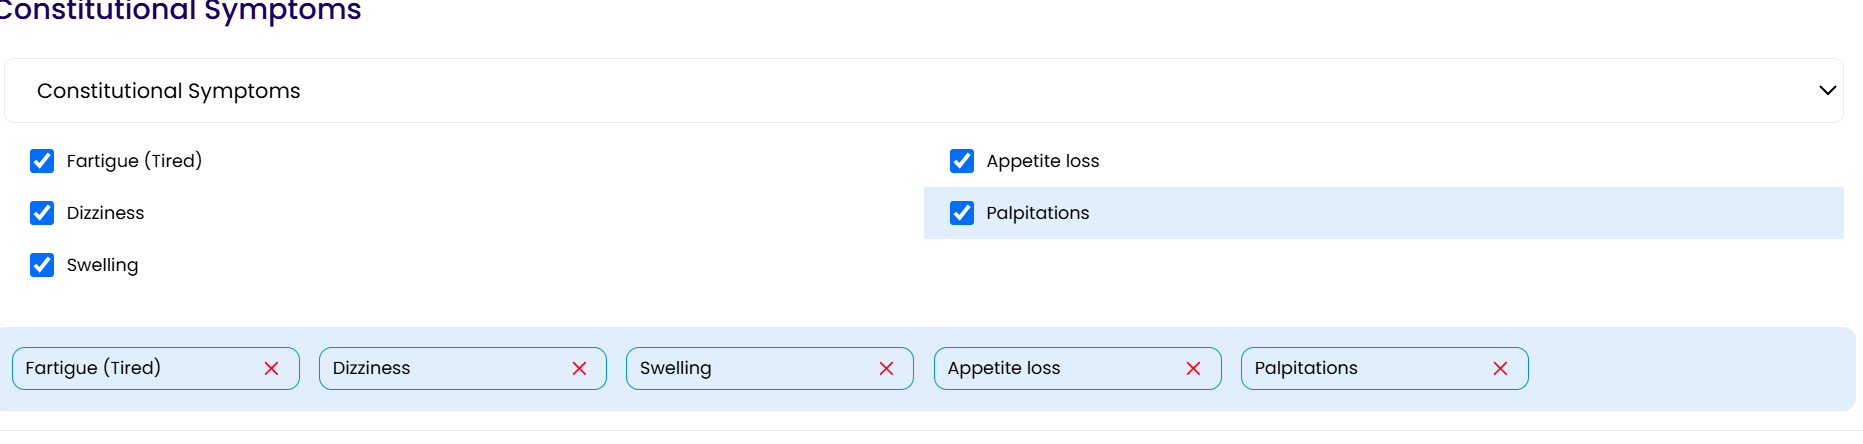 Constitutional Symptoms
Constitutional Symptoms
Fartigue (Tired)
Appetite loss
Dizziness
Palpitations
Swelling
Fartigue (Tired)
Dizziness
Swelling
Appetite loss
Palpitations